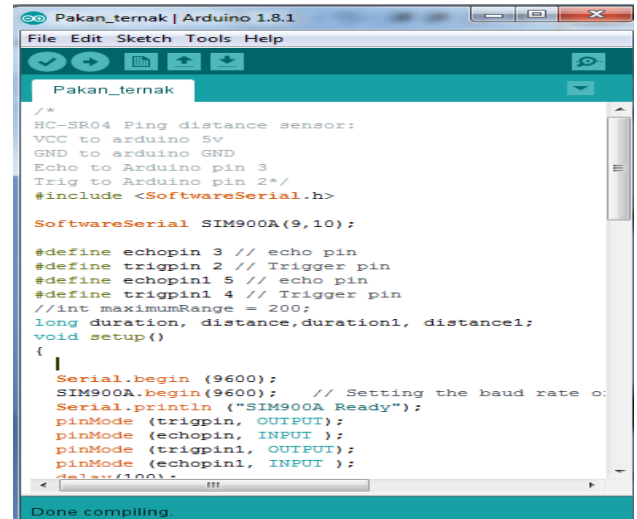 Pakan_ternak | Arduino 1.8.1
File Edit Sketch Tools Help
Pakan_ternak
/*
HC-SR04 Ping distance sensor:
VCC to arduino 5v
GND to arduino GND
Echo to Arduino pin 3
Trig to Arduino pin 2*/
#include <SoftwareSerial.h>
SoftwareSerial SIM900A(9,10);
#define echopin 3 // echo pin
#define trigpin 2 // Trigger pin
#define echopin1 5 // echo pin
#define trigpin1 4 // Trigger pin
//int maximumRange = 200;
long duration, distance,duration1, distance1;
void setup()
{
Serial.begin (9600);
SIM900A.begin(9600); // Setting the baud rate o
Serial.println ("SIM900A Ready");
pinMode (trigpin, OUTPUT);
pinMode (echopin, INPUT );
pinMode (trigpin1, OUTPUT);
pinMode (echopin1, INPUT );
delay(100);
Done compiling.